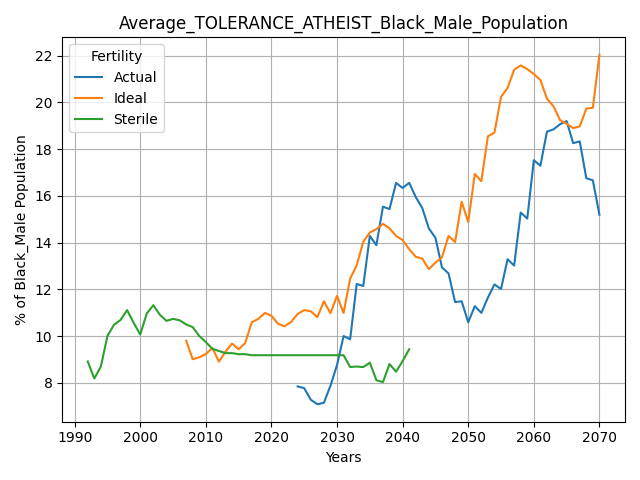 Average_TOLERANCE_ATHEIST_Black_Male_Population
Fertility
Actual
Ideal
Sterile
% of Black_Male Population
22
20
18
16
14
12
10
8
1990 2000 2010 2020 2030 2040 2050 2060 2070
Years